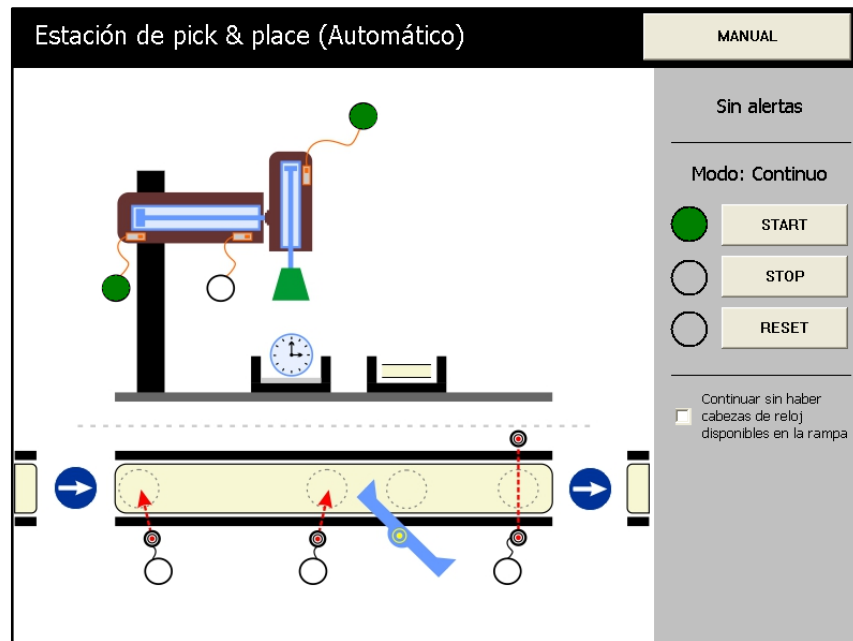 Estación de pick & place (Automático)
MANUAL
Sin alertas
Modo: Continuo
START
STOP
RESET
Continuar sin haber
cabezas de reloj
disponibles en la rampa